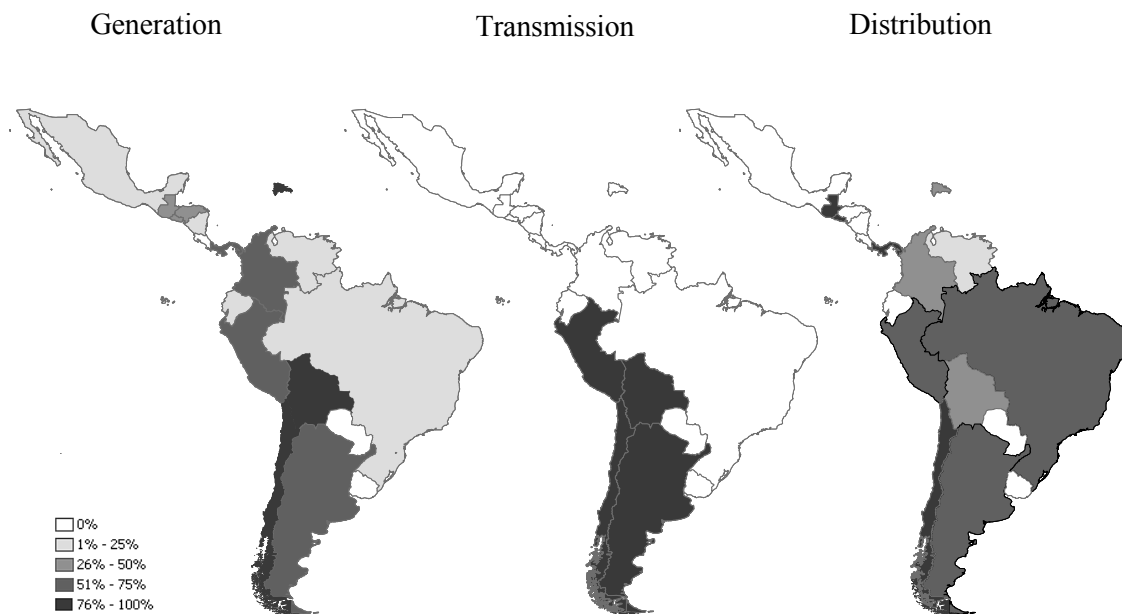 Generation
Transmission
Distribution
0%
1% - 25%
26% - 50%
51% - 75%
76% - 100%